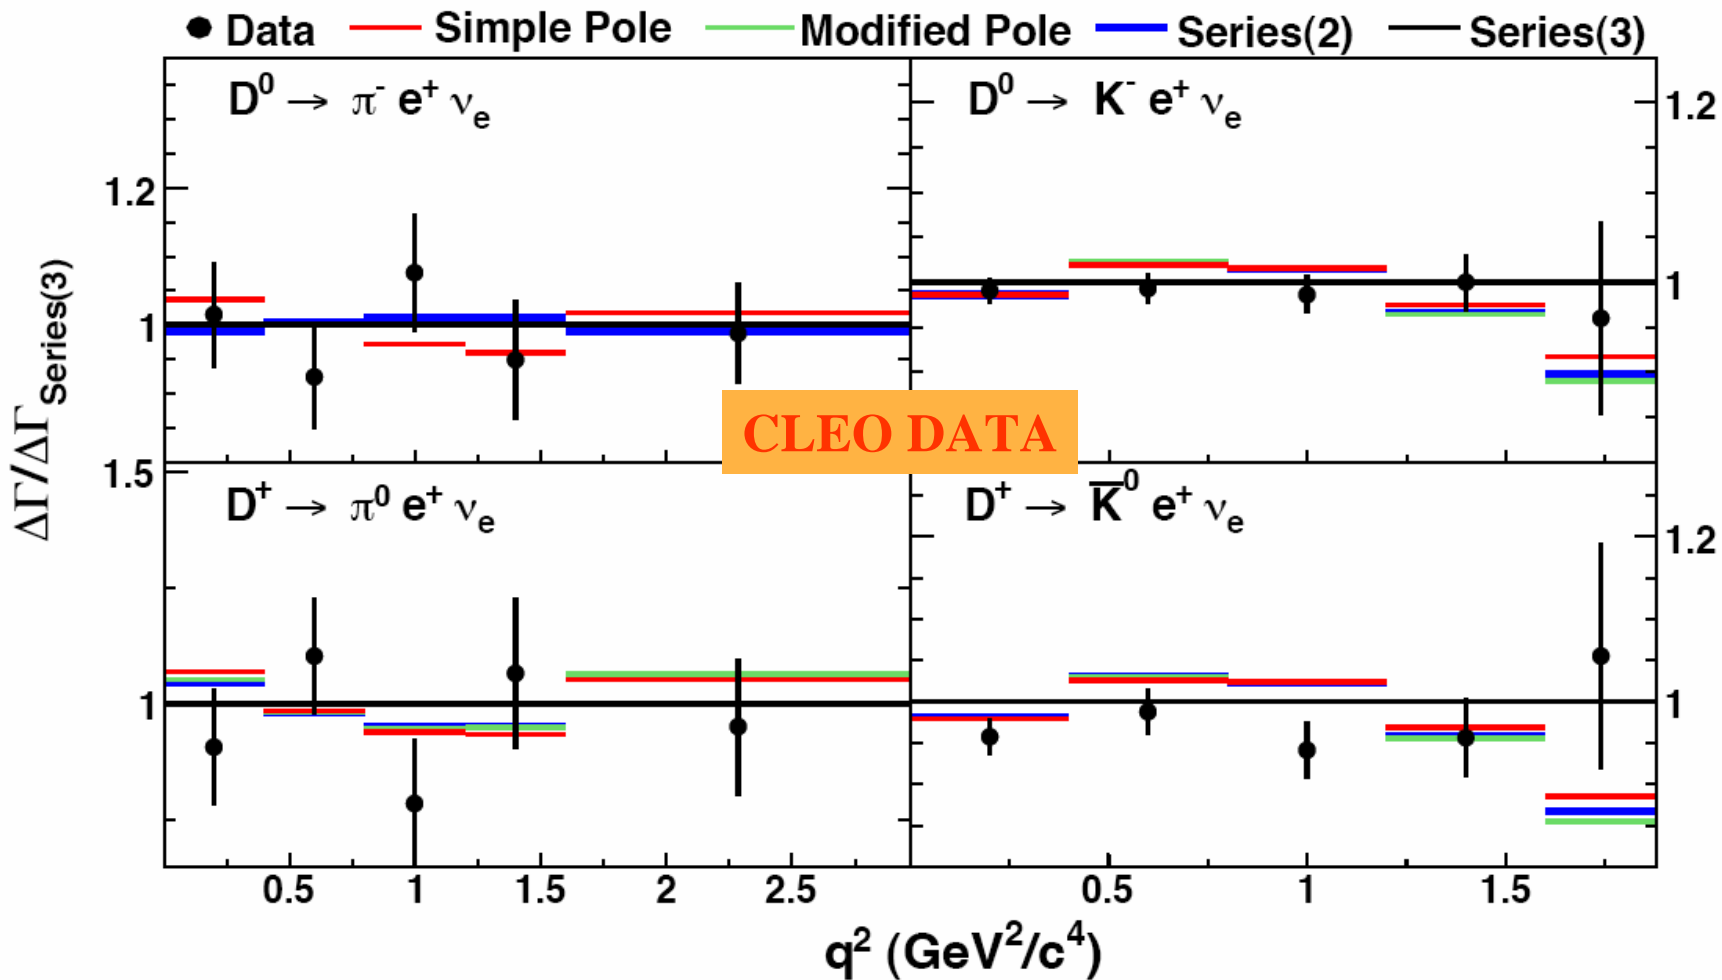 Data Simple Pole Modified Pole Series(2) Series(3)
D⁰ → π⁻ e⁺ νₑ
D⁰ → K⁻ e⁺ νₑ
1.2
1.2
1
1
ΔΓ/ΔΓ Series(3)
CLEO DATA
1.5
D⁺ → π⁰ e⁺ νₑ
D⁺ → K̅⁰ e⁺ νₑ
1.2
1
1
0.5 1 1.5 2 2.5 0.5 1 1.5
q² (GeV²/c⁴)